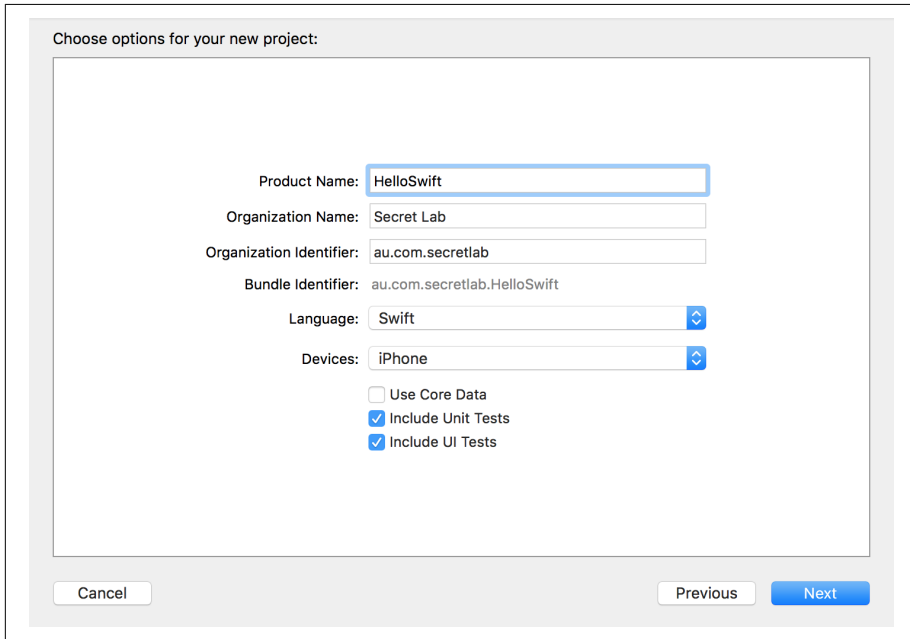 Choose options for your new project:
Product Name: HelloSwift
Organization Name: Secret Lab
Organization Identifier: au.com.secretlab
Bundle Identifier: au.com.secretlab.HelloSwift
Language: Swift
Devices: iPhone
Use Core Data
Include Unit Tests
Include UI Tests
Cancel Previous Next